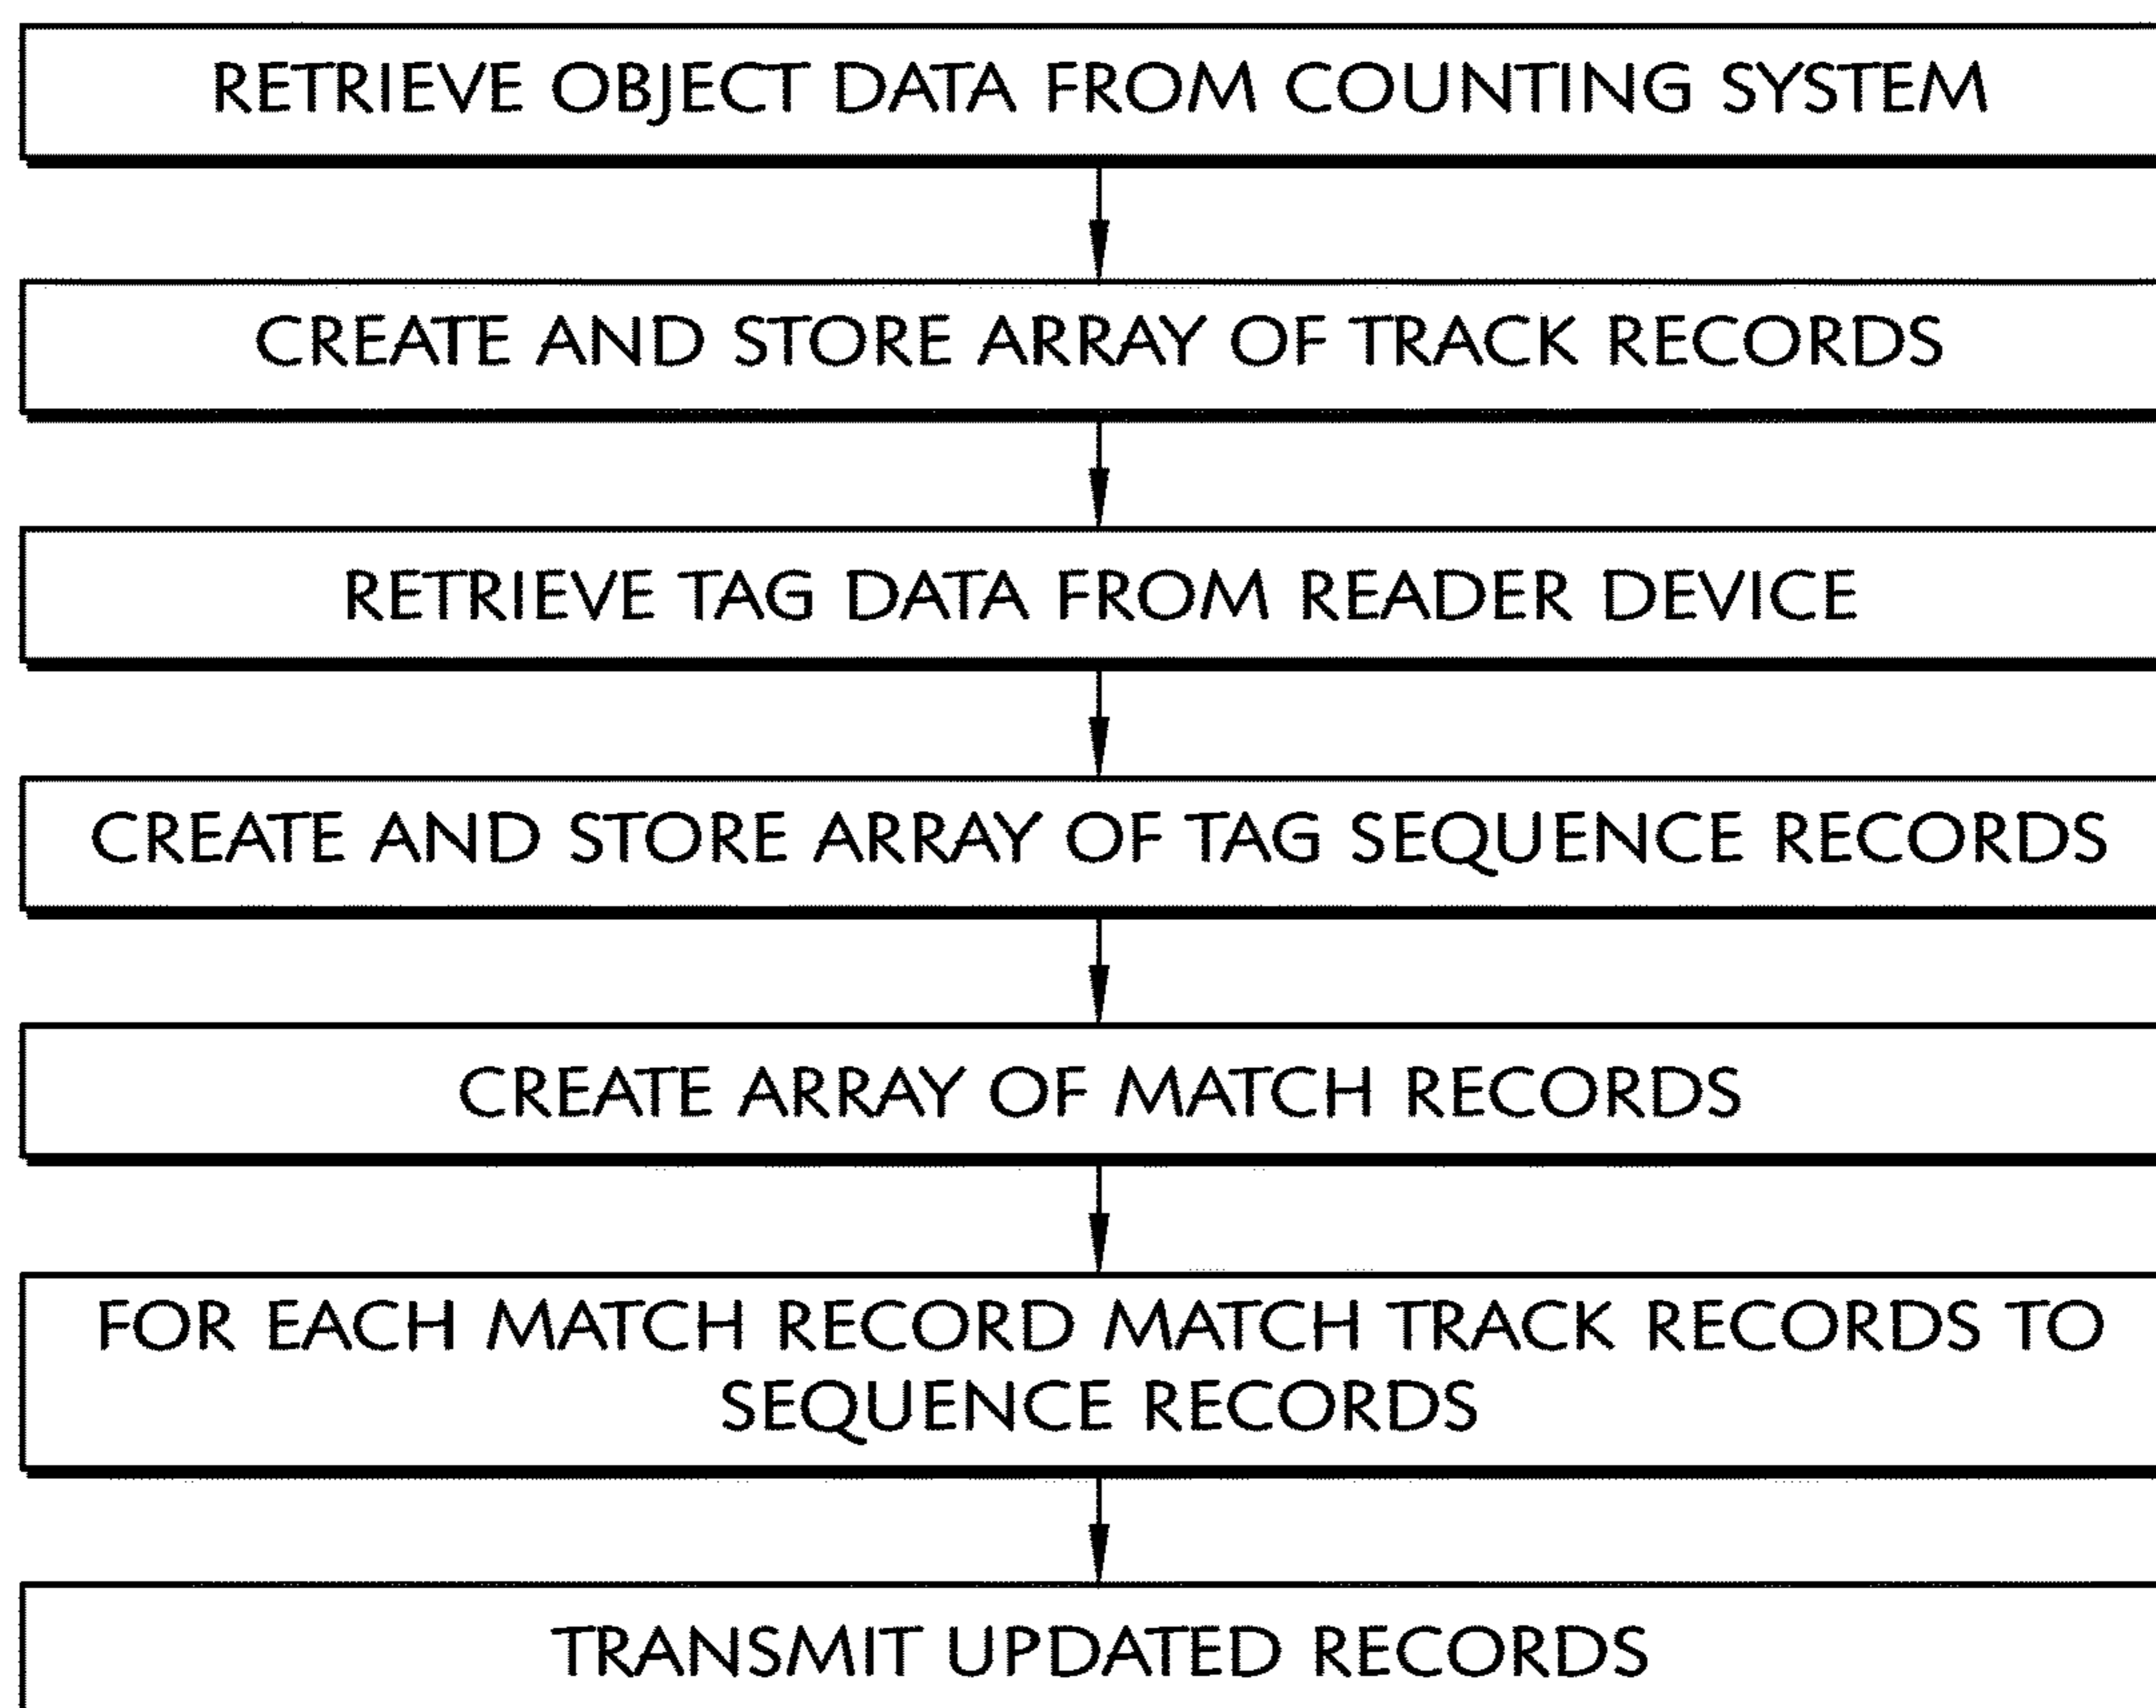 RETRIEVE OBJECT DATA FROM COUNTING SYSTEM
CREATE AND STORE ARRAY OF TRACK RECORDS
RETRIEVE TAG DATA FROM READER DEVICE
CREATE AND STORE ARRAY OF TAG SEQUENCE RECORDS
CREATE ARRAY OF MATCH RECORDS
FOR EACH MATCH RECORD MATCH TRACK RECORDS TO
SEQUENCE RECORDS
TRANSMIT UPDATED RECORDS